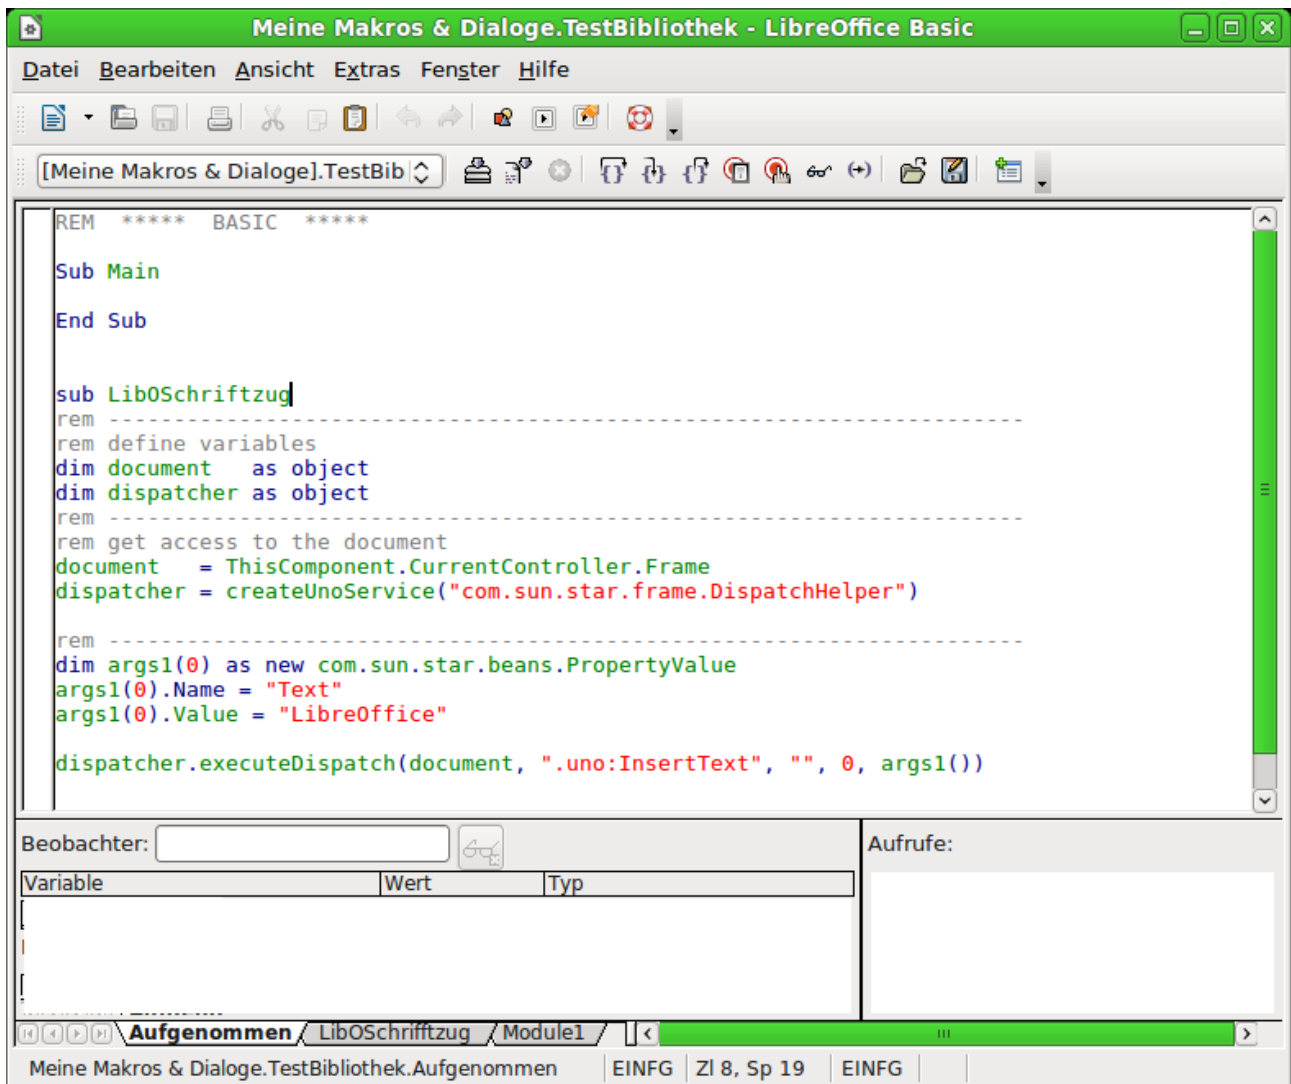 Meine Makros & Dialoge.TestBibliothek - LibreOffice Basic
Datei Bearbeiten Ansicht Extras Fenster Hilfe
[Meine Makros & Dialoge].TestBib
REM  *****  BASIC  *****
Sub Main
End Sub
sub LibOSchriftzug
rem ----------------------------------------------------------------------
rem define variables
dim document   as object
dim dispatcher as object
rem ----------------------------------------------------------------------
rem get access to the document
document   = ThisComponent.CurrentController.Frame
dispatcher = createUnoService("com.sun.star.frame.DispatchHelper")
rem ----------------------------------------------------------------------
dim args1(0) as new com.sun.star.beans.PropertyValue
args1(0).Name = "Text"
args1(0).Value = "LibreOffice"
dispatcher.executeDispatch(document, ".uno:InsertText", "", 0, args1())
Beobachter:
Aufrufe:
Variable Wert Typ
Aufgenommen LibOSchrifftzug Module1
Meine Makros & Dialoge.TestBibliothek.Aufgenommen EINFG Zl 8, Sp 19 EINFG